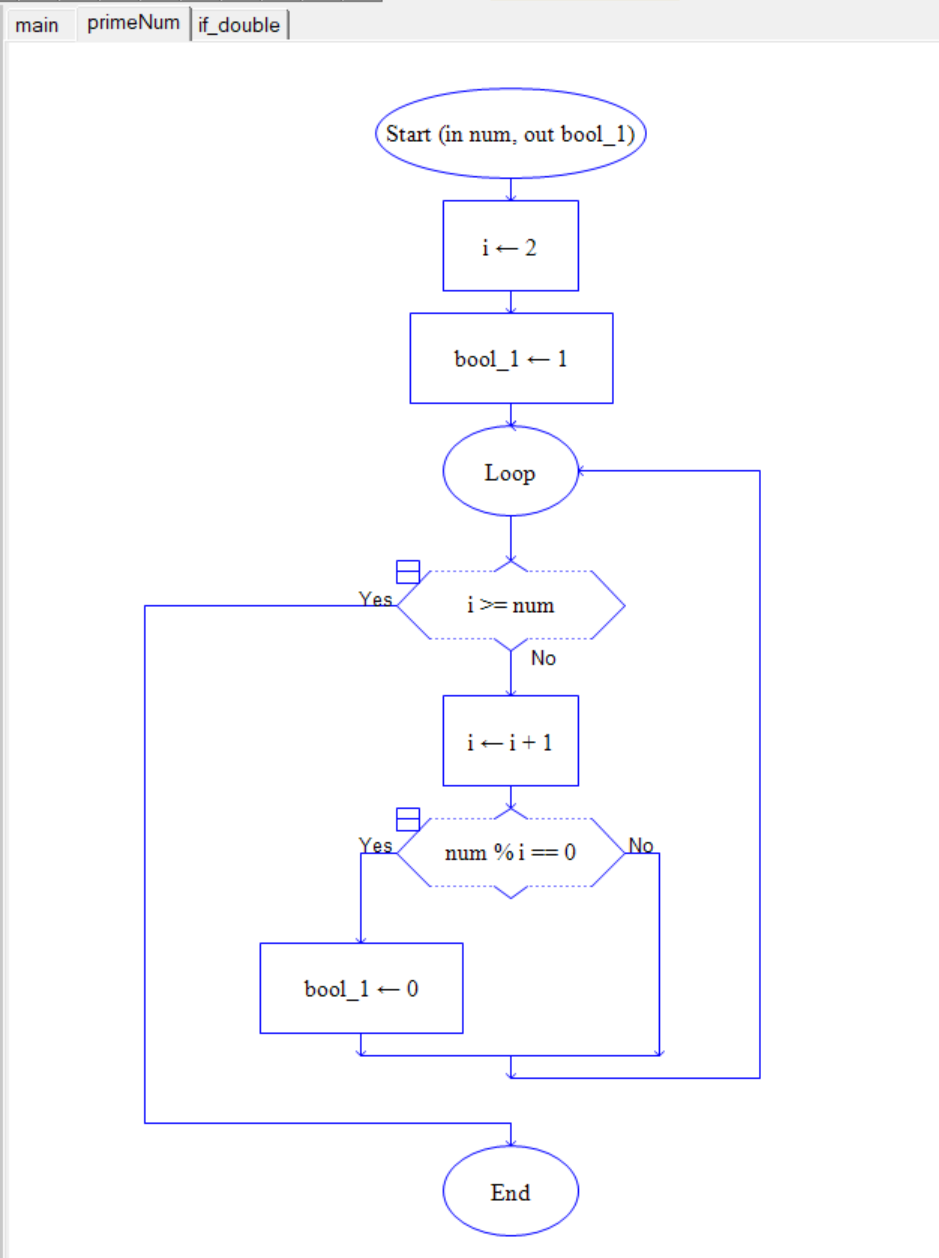 main primeNum if_double
Start (in num, out bool_1)
i ← 2
bool_1 ← 1
Loop
i >= num
Yes
No
i ← i + 1
num % i == 0
Yes
No
bool_1 ← 0
End